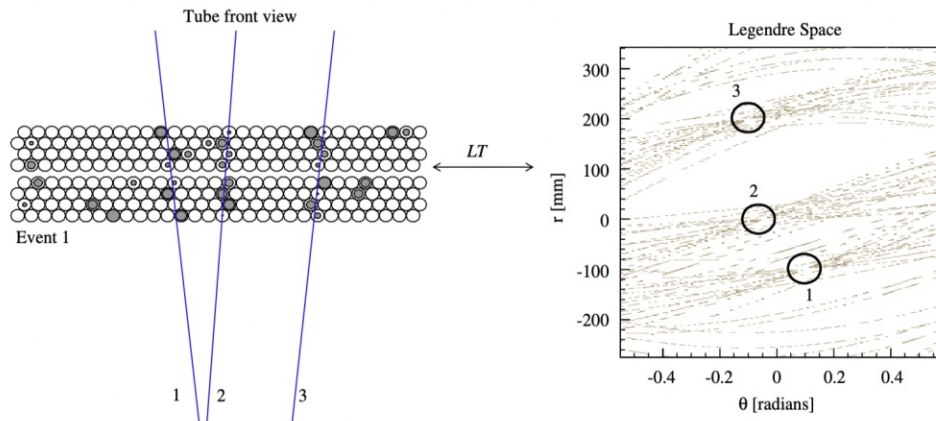 Tube front view
Event 1
1
2
3
LT
Legendre Space
r [mm]
300
200
100
0
-100
-200
3
2
1
-0.4
-0.2
0
0.2
0.4
θ [radians]